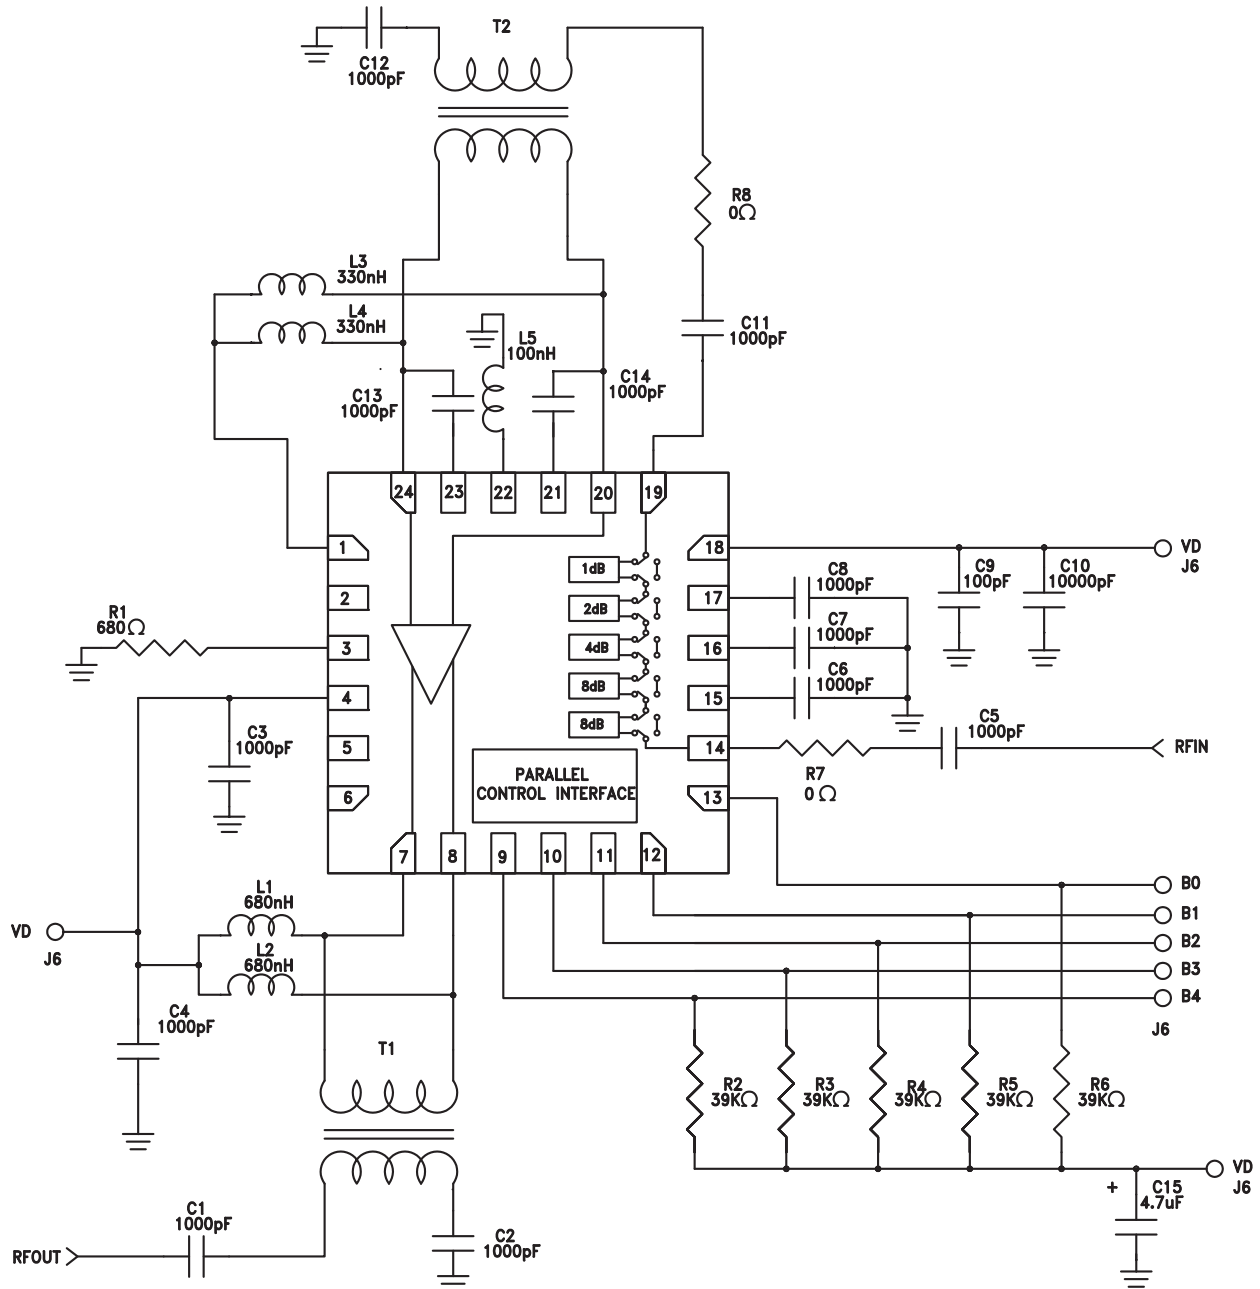 T2
C12
1000pF
R8
0Ω
L3
330nH
L4
330nH
C11
1000pF
L5
100nH
C13
1000pF
C14
1000pF
24
23
22
21
20
19
1
2
3
4
5
6
18
17
16
15
14
13
1dB
2dB
4dB
8dB
8dB
VD
J6
C8
1000pF
C9
100pF
C10
10000pF
C7
1000pF
C6
1000pF
R1
680Ω
C5
1000pF
RFIN
R7
0 Ω
C3
1000pF
PARALLEL
CONTROL INTERFACE
7
8
9
10
11
12
L1
680nH
VD
J6
L2
680nH
B0
B1
B2
B3
B4
J6
C4
1000pF
T1
R2
39KΩ
R3
39KΩ
R4
39KΩ
R5
39KΩ
R6
39KΩ
VD
J6
+
C15
4.7uF
C1
1000pF
RFOUT
C2
1000pF